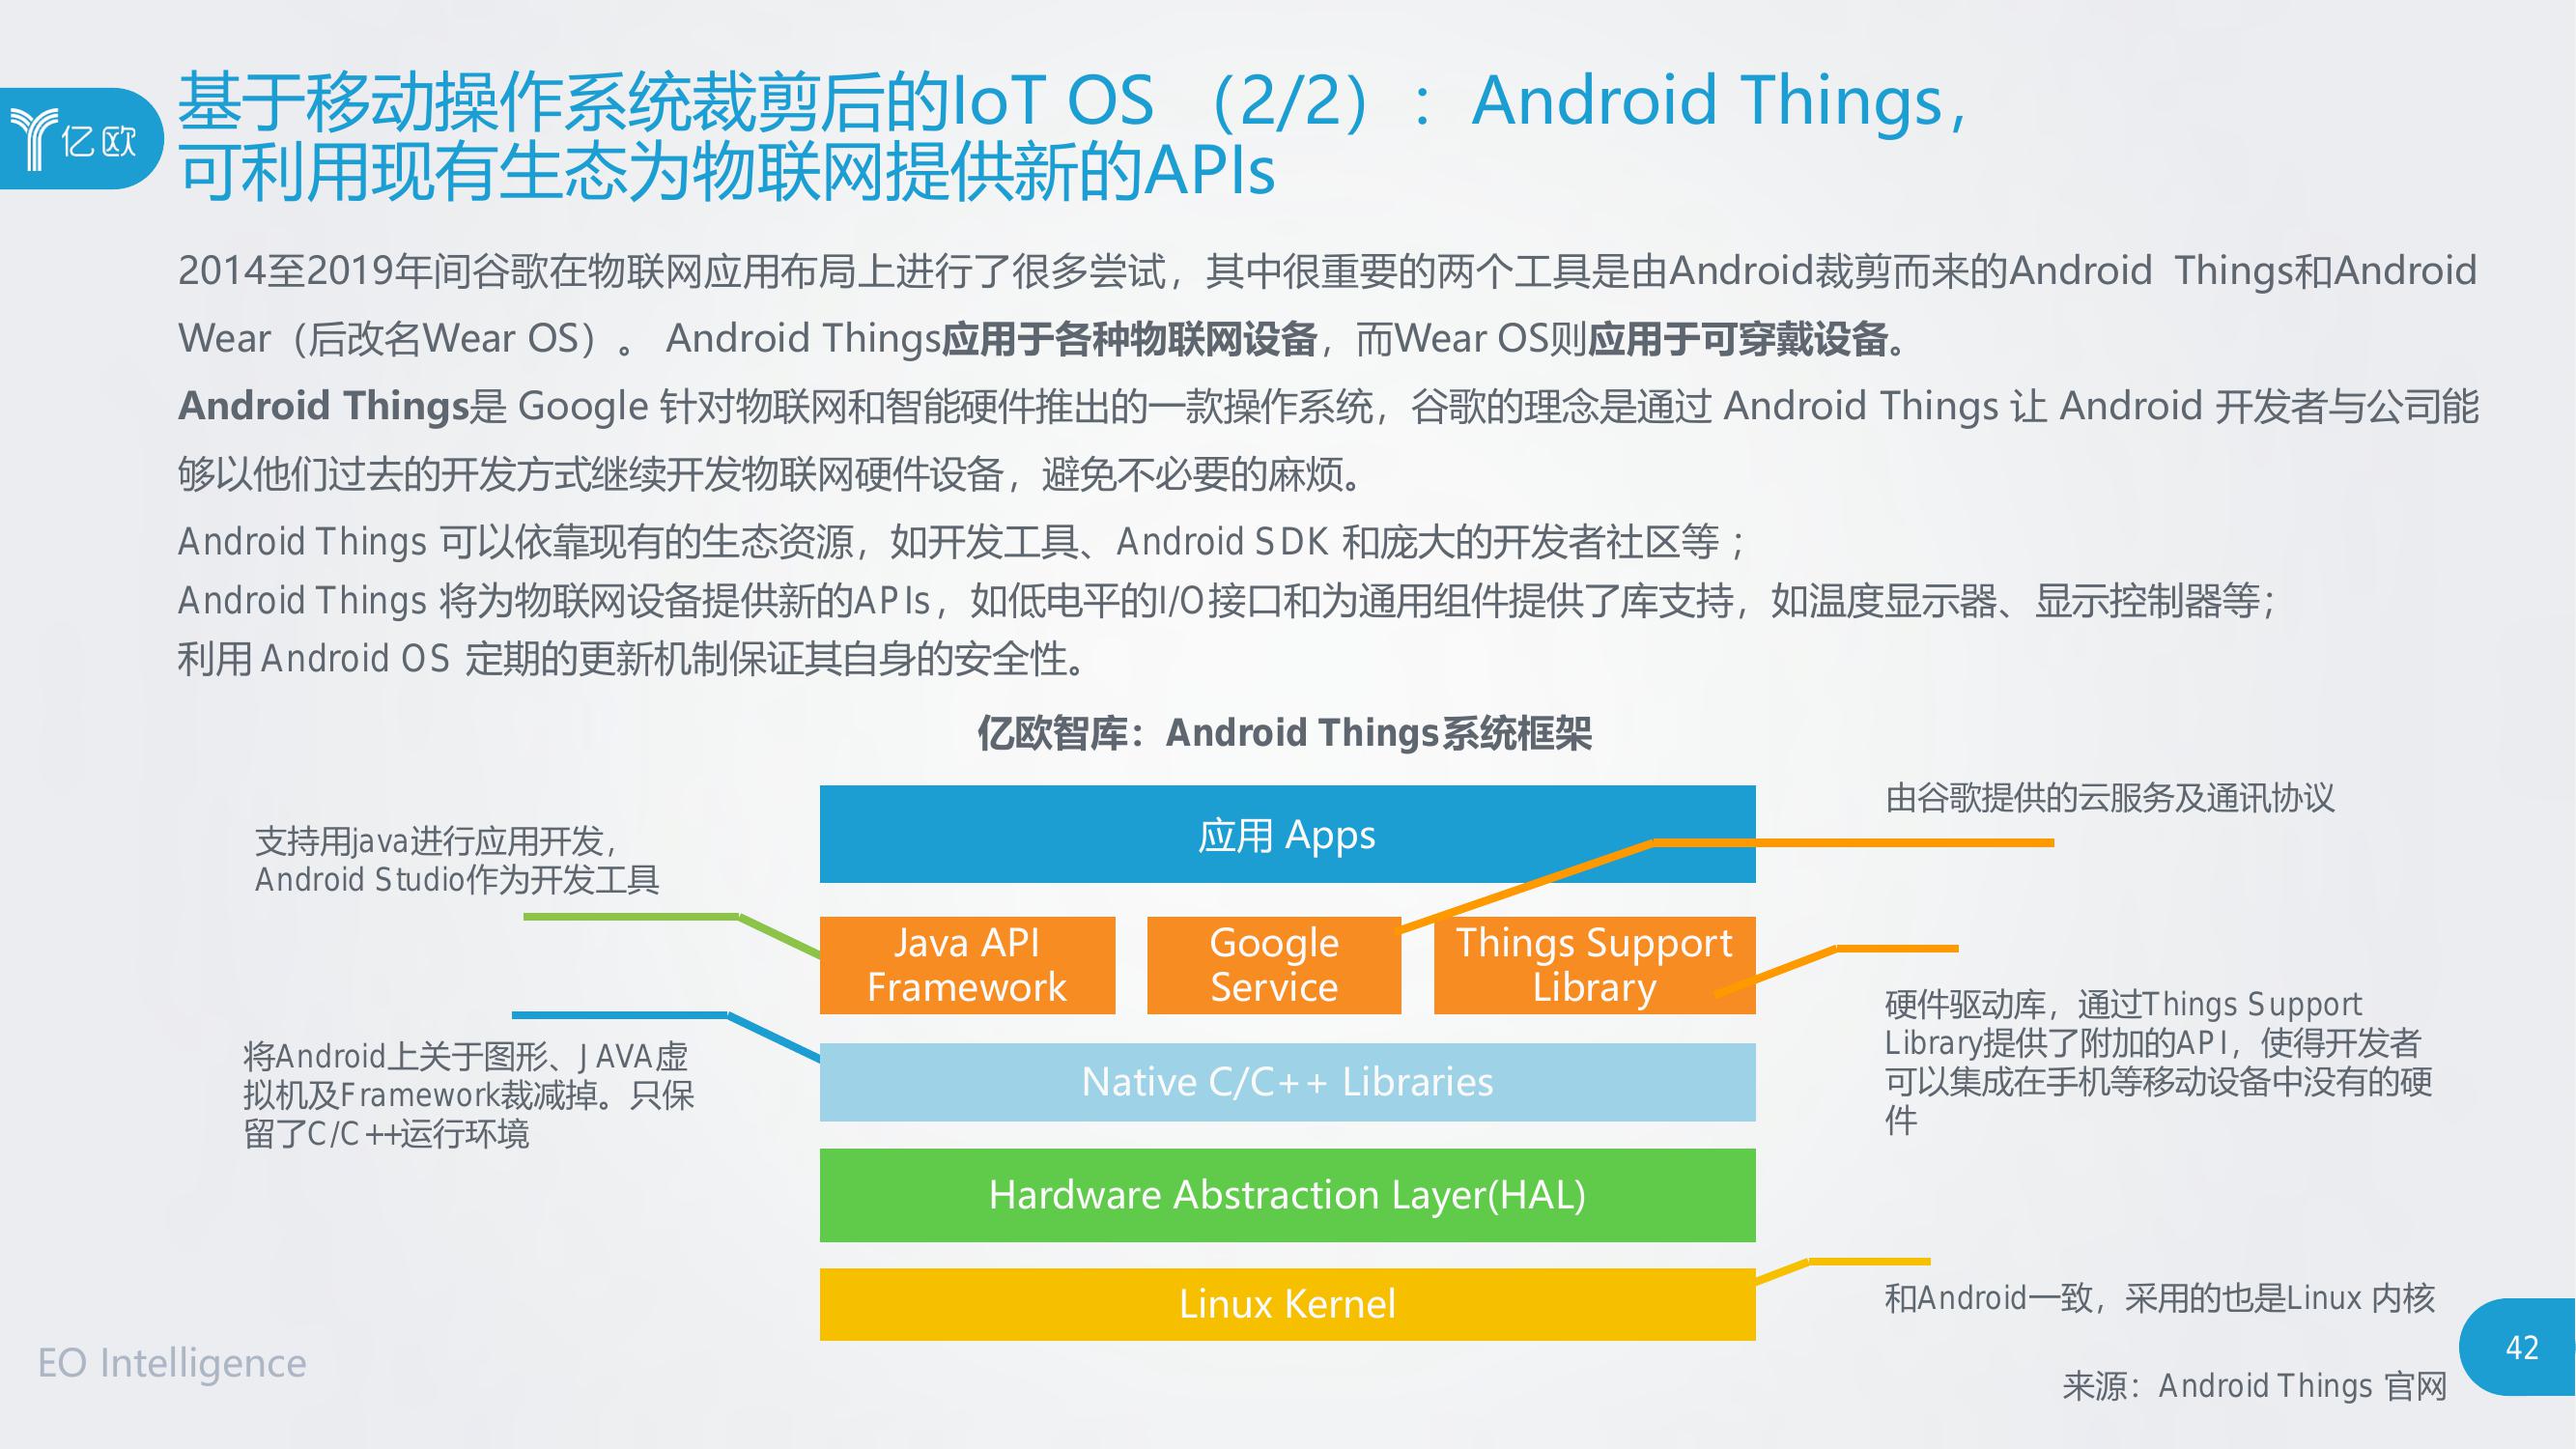 亿欧
基于移动操作系统裁剪后的IoT OS （2/2）：Android Things，
可利用现有生态为物联网提供新的APIs
2014至2019年间谷歌在物联网应用布局上进行了很多尝试，其中很重要的两个工具是由Android裁剪而来的Android Things和Android
Wear（后改名Wear OS）。 Android Things应用于各种物联网设备，而Wear OS则应用于可穿戴设备。
Android Things是 Google 针对物联网和智能硬件推出的一款操作系统，谷歌的理念是通过 Android Things 让 Android 开发者与公司能
够以他们过去的开发方式继续开发物联网硬件设备，避免不必要的麻烦。
Android Things 可以依靠现有的生态资源，如开发工具、Android SDK 和庞大的开发者社区等 ；
Android Things 将为物联网设备提供新的APIs，如低电平的I/O接口和为通用组件提供了库支持，如温度显示器、显示控制器等；
利用 Android OS 定期的更新机制保证其自身的安全性。
亿欧智库：Android Things系统框架
支持用java进行应用开发，
Android Studio作为开发工具
将Android上关于图形、JAVA虚
拟机及Framework裁减掉。只保
留了C/C++运行环境
应用 Apps
Java API
Framework
Google
Service
Things Support
Library
Native C/C++ Libraries
Hardware Abstraction Layer(HAL)
Linux Kernel
由谷歌提供的云服务及通讯协议
硬件驱动库，通过Things Support
Library提供了附加的API，使得开发者
可以集成在手机等移动设备中没有的硬
件
和Android一致，采用的也是Linux 内核
EO Intelligence
42
来源：Android Things 官网